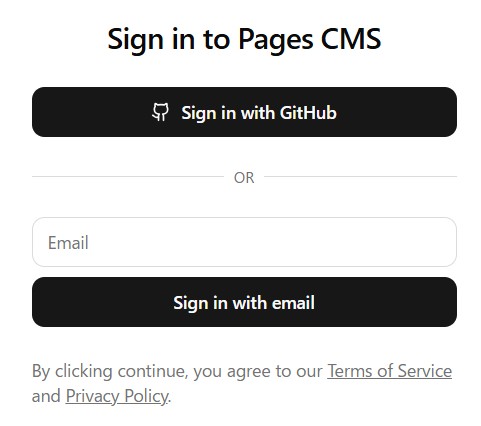 Sign in to Pages CMS
Sign in with GitHub
OR
Email
Sign in with email
By clicking continue, you agree to our Terms of Service
and Privacy Policy.